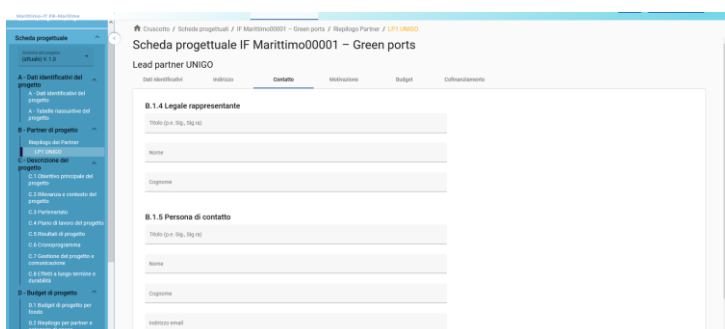 Marittimo-IT FR-Maritime
Scheda progettuale
(attuale) V. 1.0
A - Dati identificativi del progetto
A - Dati identificativi del progetto
A - Tabelle riassuntive del progetto
B - Partner di progetto
Riepilogo dei Partner
LP1 UNIGO
C - Descrizione del progetto
C.1 Obiettivo principale del progetto
C.2 Rilevanza e contesto del progetto
C.3 Partenariato
C.4 Piano di lavoro del progetto
C.5 Risultati di progetto
C.6 Cronoprogramma
C.7 Gestione del progetto e comunicazione
C.8 Effetti a lungo termine e durabilità
D - Budget di progetto
D.1 Budget di progetto per fondo
D.2 Riepilogo per partner e
Cruscotto / Schede progettuali / IF Marittimo00001 – Green ports / Riepilogo Partner / LP1 UNIGO
Scheda progettuale IF Marittimo00001 – Green ports
Lead partner UNIGO
Dati identificativi Indirizzo Contatto Motivazione Budget Cofinanziamento
B.1.4 Legale rappresentante
Titolo (p.e. Sig., Sig.ra)
Nome
Cognome
B.1.5 Persona di contatto
Titolo (p.e. Sig., Sig.ra)
Nome
Cognome
Indirizzo email